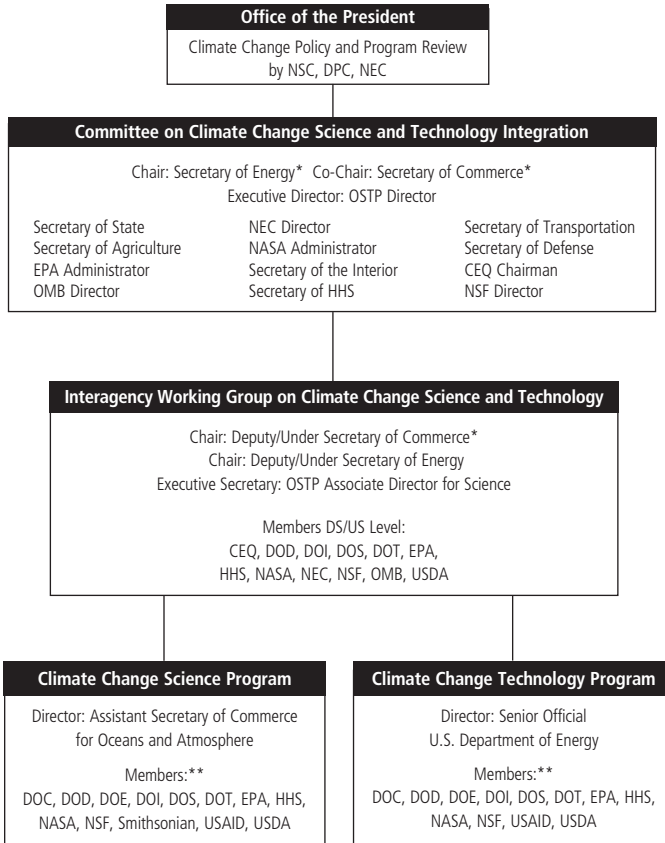 Office of the President
Climate Change Policy and Program Review
by NSC, DPC, NEC
Committee on Climate Change Science and Technology Integration
Chair: Secretary of Energy* Co-Chair: Secretary of Commerce*
Executive Director: OSTP Director
Secretary of State NEC Director Secretary of Transportation
Secretary of Agriculture NASA Administrator Secretary of Defense
EPA Administrator Secretary of the Interior CEQ Chairman
OMB Director Secretary of HHS NSF Director
Interagency Working Group on Climate Change Science and Technology
Chair: Deputy/Under Secretary of Commerce*
Chair: Deputy/Under Secretary of Energy
Executive Secretary: OSTP Associate Director for Science
Members DS/US Level:
CEQ, DOD, DOI, DOS, DOT, EPA,
HHS, NASA, NEC, NSF, OMB, USDA
Climate Change Science Program
Director: Assistant Secretary of Commerce
for Oceans and Atmosphere
Members:**
DOC, DOD, DOE, DOI, DOS, DOT, EPA, HHS,
NASA, NSF, Smithsonian, USAID, USDA
Climate Change Technology Program
Director: Senior Official
U.S. Department of Energy
Members:**
DOC, DOD, DOE, DOI, DOS, DOT, EPA, HHS,
NASA, NSF, USAID, USDA